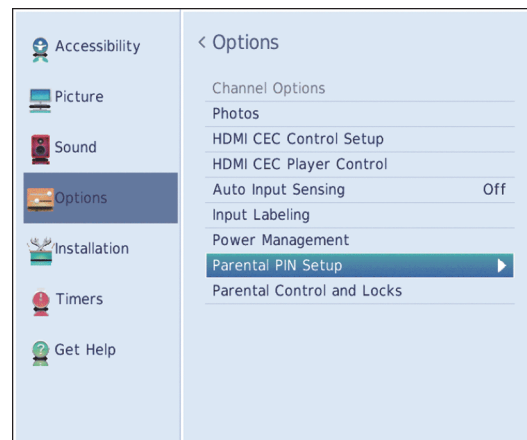 Accessibility
Picture
Sound
Options
Installation
Timers
Get Help
< Options
Channel Options
Photos
HDMI CEC Control Setup
HDMI CEC Player Control
Auto Input Sensing Off
Input Labeling
Power Management
Parental PIN Setup
Parental Control and Locks